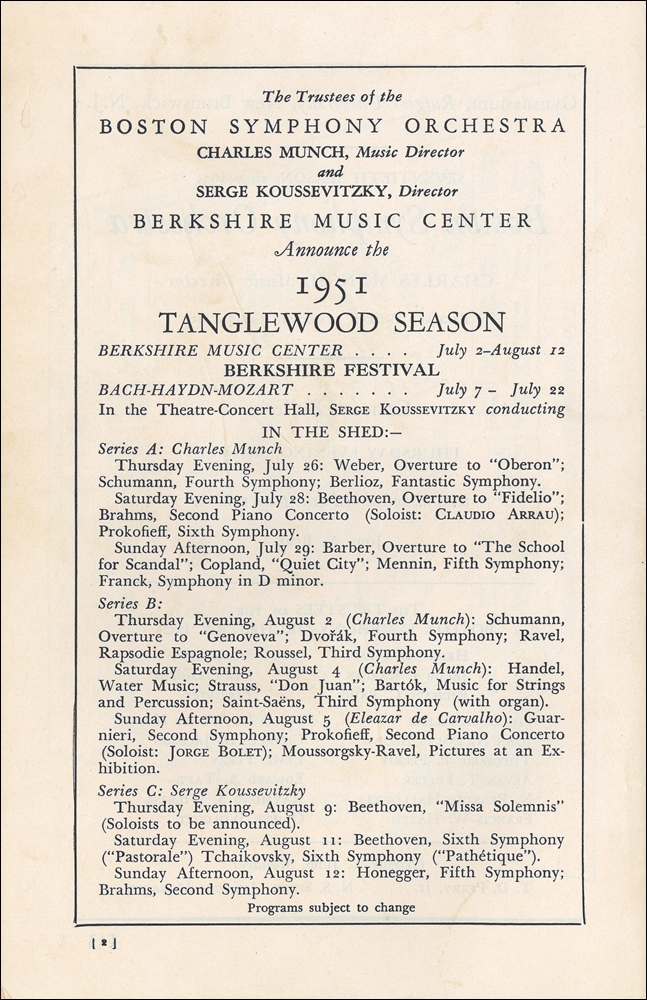 The Trustees of the
BOSTON SYMPHONY ORCHESTRA
CHARLES MUNCH, Music Director
and
SERGE KOUSSEVITZKY, Director
BERKSHIRE MUSIC CENTER
Announce the
1951
TANGLEWOOD SEASON
BERKSHIRE MUSIC CENTER . . . . July 2–August 12
BERKSHIRE FESTIVAL
BACH-HAYDN-MOZART . . . . . . . July 7 – July 22
In the Theatre-Concert Hall, SERGE KOUSSEVITZKY conducting
IN THE SHED:—
Series A: Charles Munch
Thursday Evening, July 26: Weber, Overture to “Oberon”;
Schumann, Fourth Symphony; Berlioz, Fantastic Symphony.
Saturday Evening, July 28: Beethoven, Overture to “Fidelio”;
Brahms, Second Piano Concerto (Soloist: CLAUDIO ARRAU);
Prokofieff, Sixth Symphony.
Sunday Afternoon, July 29: Barber, Overture to “The School
for Scandal”; Copland, “Quiet City”; Mennin, Fifth Symphony;
Franck, Symphony in D minor.
Series B:
Thursday Evening, August 2 (Charles Munch): Schumann,
Overture to “Genoveva”; Dvořák, Fourth Symphony; Ravel,
Rapsodie Espagnole; Roussel, Third Symphony.
Saturday Evening, August 4 (Charles Munch): Handel,
Water Music; Strauss, “Don Juan”; Bartók, Music for Strings
and Percussion; Saint-Saëns, Third Symphony (with organ).
Sunday Afternoon, August 5 (Eleazar de Carvalho): Guar-
nieri, Second Symphony; Prokofieff, Second Piano Concerto
(Soloist: JORGE BOLET); Moussorgsky-Ravel, Pictures at an Ex-
hibition.
Series C: Serge Koussevitzky
Thursday Evening, August 9: Beethoven, “Missa Solemnis”
(Soloists to be announced).
Saturday Evening, August 11: Beethoven, Sixth Symphony
(“Pastorale”) Tchaikovsky, Sixth Symphony (“Pathétique”).
Sunday Afternoon, August 12: Honegger, Fifth Symphony;
Brahms, Second Symphony.
Programs subject to change
[ 2 ]